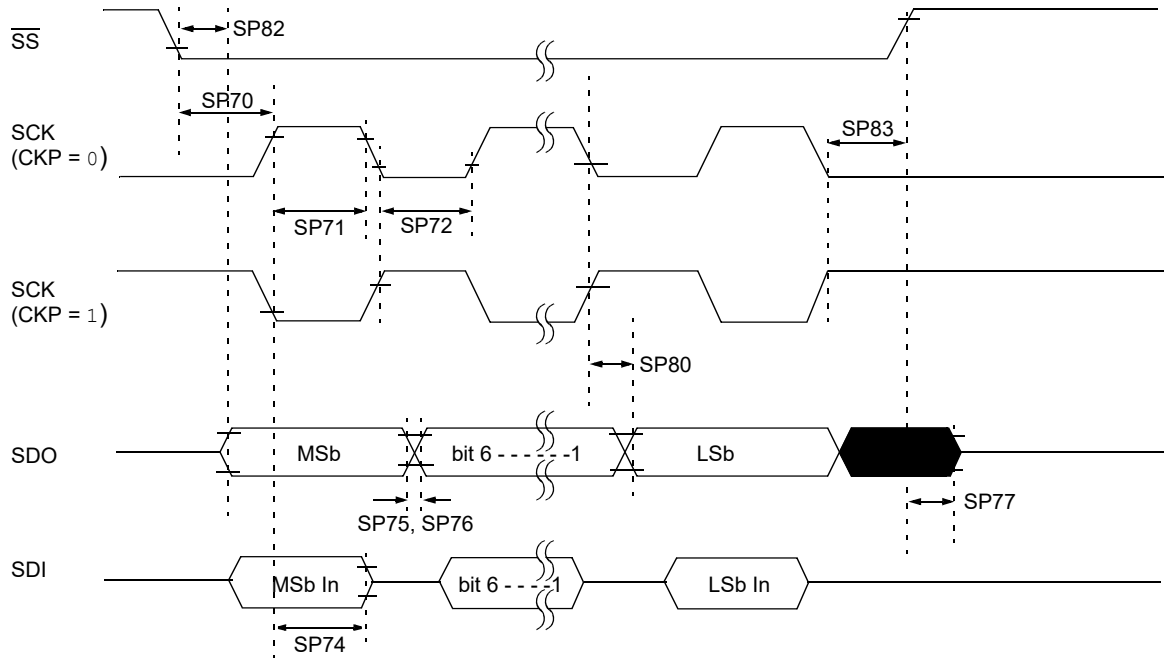 SS
SP82
SP70
SCK
(CKP = 0)
SP83
SP71
SP72
SCK
(CKP = 1)
SP80
SDO
MSb
bit 6 - - - - - -1
LSb
SP77
SP75, SP76
SDI
MSb In
bit 6 - - - - -1
LSb In
SP74